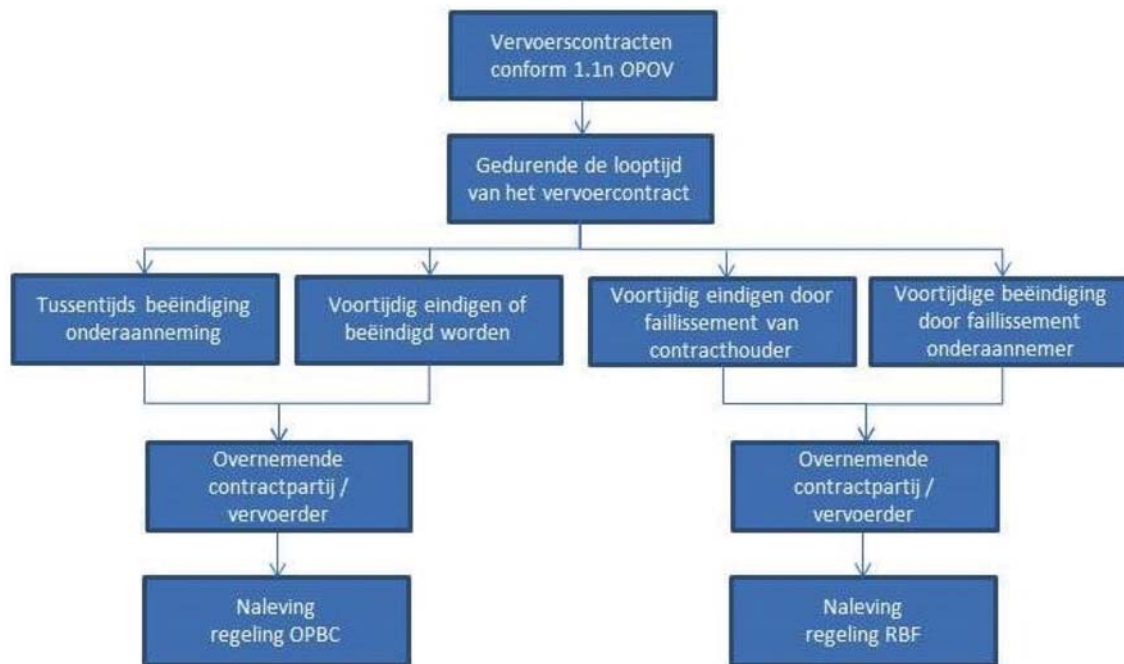 Vervoerscontracten
conform 1.1n OPOV
Gedurende de looptijd
van het vervoercontract
Tussentijds beëindiging
onderaanneming
Voortijdig eindigen of
beëindigd worden
Voortijdig eindigen door
faillissement van
contracthouder
Voortijdige beëindiging
door faillissement
onderaannemer
Overnemende
contractpartij /
vervoerder
Overnemende
contractpartij /
vervoerder
Naleving
regeling OPBC
Naleving
regeling RBF